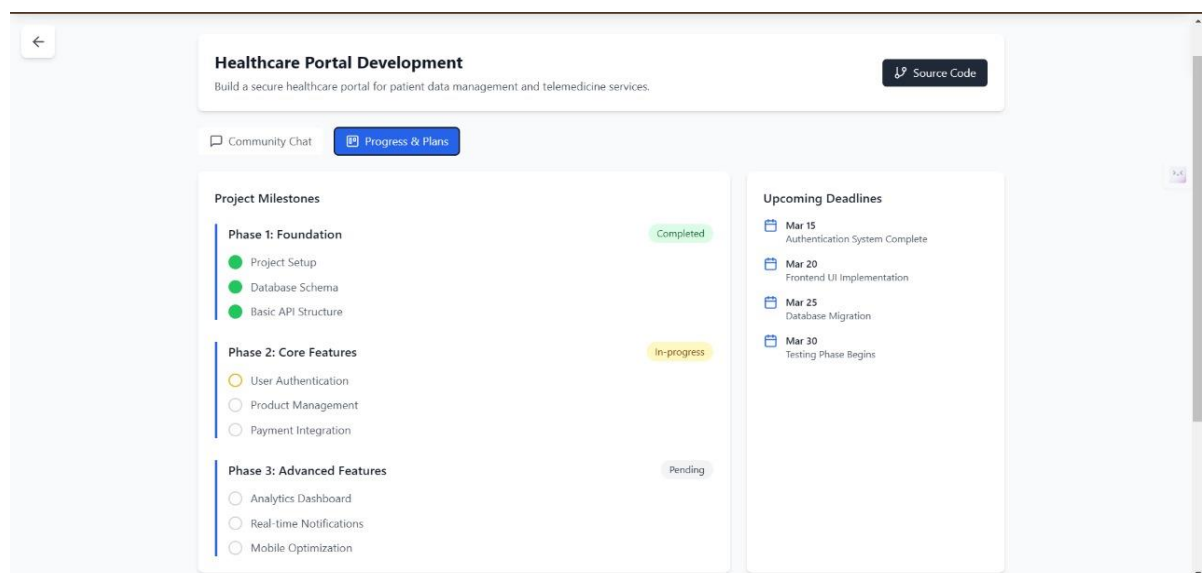 Healthcare Portal Development
Build a secure healthcare portal for patient data management and telemedicine services.
Source Code
Community Chat
Progress & Plans
Project Milestones
Phase 1: Foundation
Completed
Project Setup
Database Schema
Basic API Structure
Phase 2: Core Features
In-progress
User Authentication
Product Management
Payment Integration
Phase 3: Advanced Features
Pending
Analytics Dashboard
Real-time Notifications
Mobile Optimization
Upcoming Deadlines
Mar 15
Authentication System Complete
Mar 20
Frontend UI Implementation
Mar 25
Database Migration
Mar 30
Testing Phase Begins